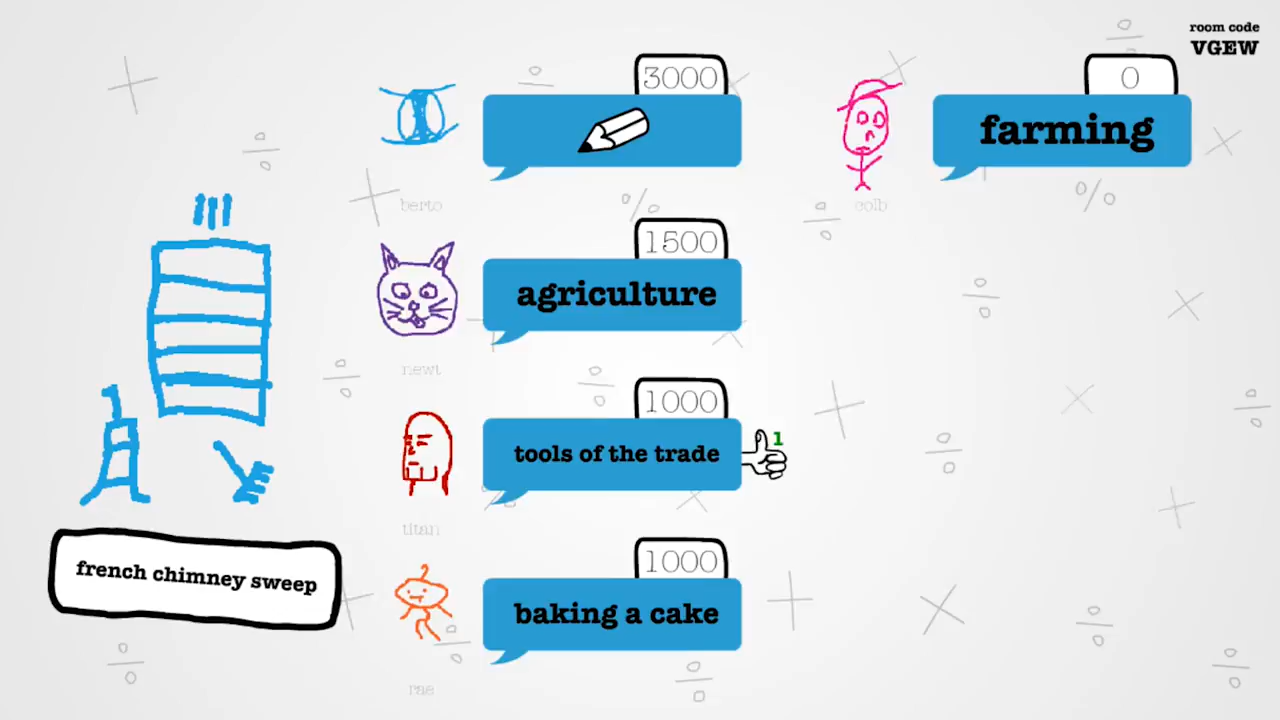 room code
VGEW
3000
berto
0
farming
colb
1500
agriculture
newt
1000
tools of the trade
1
titan
1000
baking a cake
rae
french chimney sweep